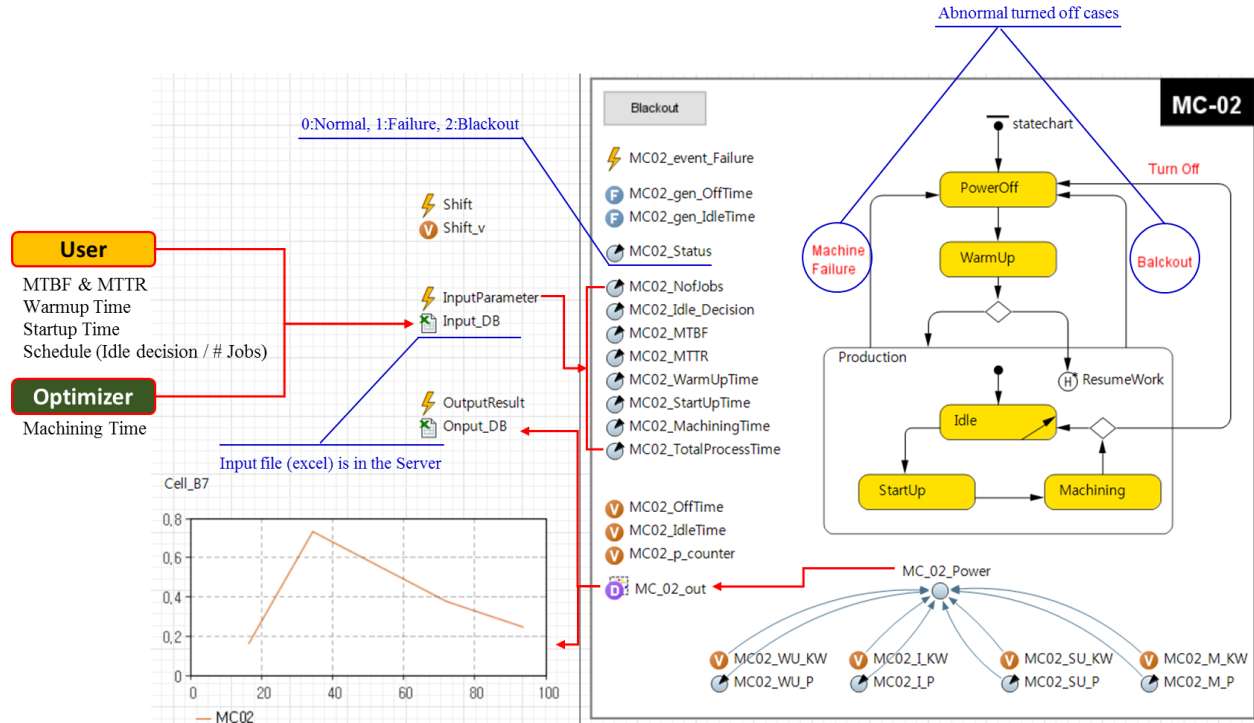 Abnormal turned off cases
MC-02
Blackout
0:Normal, 1:Failure, 2:Blackout
statechart
MC02_event_Failure
Turn Off
PowerOff
MC02_gen_OffTime
MC02_gen_IdleTime
Shift
Shift_v
User
MC02_Status
Machine
Failure
Balckout
WarmUp
MTBF & MTTR
Warmup Time
Startup Time
Schedule (Idle decision / # Jobs)
InputParameter
Input_DB
MC02_NofJobs
MC02_Idle_Decision
MC02_MTBF
MC02_MTTR
MC02_WarmUpTime
MC02_StartUpTime
MC02_MachiningTime
MC02_TotalProcessTime
Production
H*
ResumeWork
Optimizer
Machining Time
OutputResult
Onput_DB
Idle
StartUp
Machining
Input file (excel) is in the Server
Cell_B7
0,8
0,6
0,4
0,2
0
0
20
40
60
80
100
MC02
MC02_OffTime
MC02_IdleTime
MC02_p_counter
MC_02_out
MC_02_Power
MC02_WU_KW
MC02_WU_P
MC02_I_KW
MC02_I_P
MC02_SU_KW
MC02_SU_P
MC02_M_KW
MC02_M_P